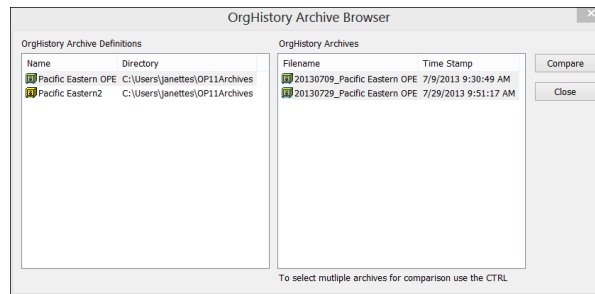 OrgHistory Archive Browser
OrgHistory Archive Definitions
Name Directory
Pacific Eastern OPE C:\Users\janettes\OP11Archives
Pacific Eastern2 C:\Users\janettes\OP11Archives
OrgHistory Archives
Filename Time Stamp
20130709_Pacific Eastern OPE 7/9/2013 9:30:49 AM
20130729_Pacific Eastern OPE 7/29/2013 9:51:17 AM
To select mutliple archives for comparison use the CTRL
Compare
Close